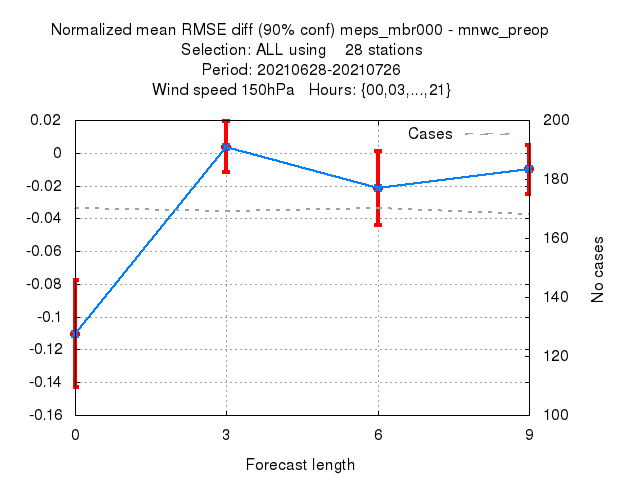 Normalized mean RMSE diff (90% conf) meps_mbr000 - mnwc_preop
Selection: ALL using    28 stations
Period: 20210628-20210726
Wind speed 150hPa   Hours: {00,03,...,21}
0.02
0
-0.02
-0.04
-0.06
-0.08
-0.1
-0.12
-0.14
-0.16
Cases
200
180
160
140
120
100
No cases
0 3 6 9
Forecast length